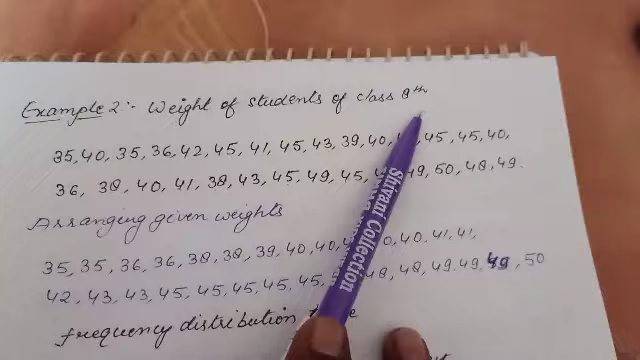 Example 2:- Weight of students of class 8th
35, 40, 35, 36, 42, 45, 41, 45, 43, 39, 40, 45, 45, 40,
36, 38, 40, 41, 38, 43, 45, 49, 45, 49, 50, 48, 49.
Arranging given weights
35, 35, 36, 36, 38, 38, 39, 40, 40, 40, 41, 41,
42, 43, 43, 45, 45, 45, 45, 45, 48, 48, 49, 49, 49, 50
frequency distribution
Shivani Collection